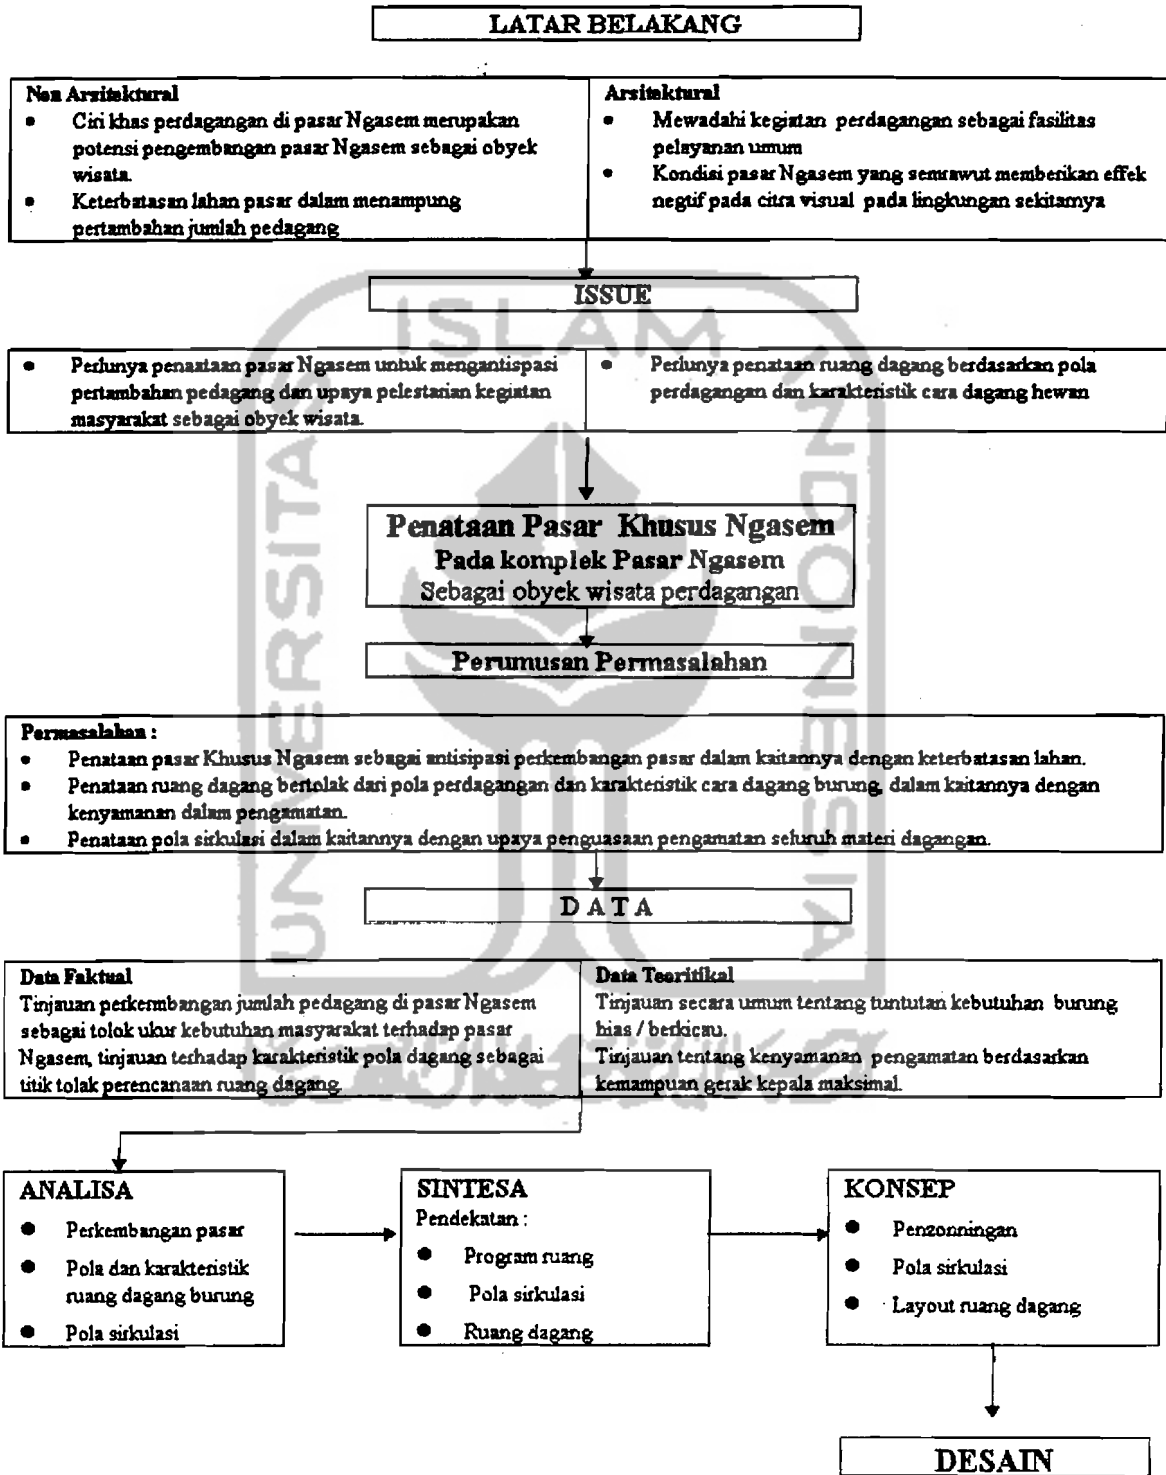 LATAR BELAKANG
Non Arsitektural
• Ciri khas perdagangan di pasar Ngasem merupakan
potensi pengembangan pasar Ngasem sebagai obyek
wisata.
• Keterbatasan lahan pasar dalam menampung
pertambahan jumlah pedagang
Arsitektural
• Mewadahi kegiatan perdagangan sebagai fasilitas
pelayanan umum
• Kondisi pasar Ngasem yang semrawut memberikan effek
negtif pada citra visual pada lingkungan sekitarnya
ISSUE
• Perlunya penaataan pasar Ngasem untuk mengantispasi
pertambahan pedagang dan upaya pelestarian kegiatan
masyarakat sebagai obyek wisata.
• Perlunya penataan ruang dagang berdasarkan pola
perdagangan dan karakteristik cara dagang hewan
Penataan Pasar Khusus Ngasem
Pada komplek Pasar Ngasem
Sebagai obyek wisata perdagangan
Perumusan Permasalahan
Permasalahan :
• Penataan pasar Khusus Ngasem sebagai antisipasi perkembangan pasar dalam kaitannya dengan keterbatasan lahan.
• Penataan ruang dagang bertolak dari pola perdagangan dan karakteristik cara dagang burung, dalam kaitannya dengan
kenyamanan dalam pengamatan.
• Penataan pola sirkulasi dalam kaitannya dengan upaya penguasaan pengamatan seluruh materi dagangan.
D A T A
Data Faktual
Tinjauan perkermbangan jumlah pedagang di pasar Ngasem
sebagai tolok ukur kebutuhan masyarakat terhadap pasar
Ngasem, tinjauan terhadap karakteristik pola dagang sebagai
titik tolak perencanaan ruang dagang.
Data Teoritikal
Tinjauan secara umum tentang tuntutan kebutuhan burung
hias / berkicau.
Tinjauan tentang kenyamanan pengamatan berdasarkan
kemampuan gerak kepala maksimal.
ANALISA
• Perkembangan pasar
• Pola dan karakteristik
ruang dagang burung
• Pola sirkulasi
SINTESA
Pendekatan :
• Program ruang
• Pola sirkulasi
• Ruang dagang
KONSEP
• Penzonningan
• Pola sirkulasi
• Layout ruang dagang
DESAIN
UNIVERSITAS
ISLAM
INDONESIA